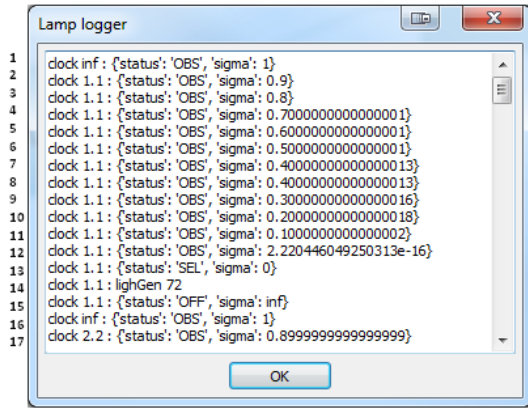 Lamp logger
1 clock inf : {'status': 'OBS', 'sigma': 1}
2 clock 1.1 : {'status': 'OBS', 'sigma': 0.9}
3 clock 1.1 : {'status': 'OBS', 'sigma': 0.8}
4 clock 1.1 : {'status': 'OBS', 'sigma': 0.7000000000000001}
5 clock 1.1 : {'status': 'OBS', 'sigma': 0.6000000000000001}
6 clock 1.1 : {'status': 'OBS', 'sigma': 0.5000000000000001}
7 clock 1.1 : {'status': 'OBS', 'sigma': 0.40000000000000013}
8 clock 1.1 : {'status': 'OBS', 'sigma': 0.40000000000000013}
9 clock 1.1 : {'status': 'OBS', 'sigma': 0.30000000000000016}
10 clock 1.1 : {'status': 'OBS', 'sigma': 0.20000000000000018}
11 clock 1.1 : {'status': 'OBS', 'sigma': 0.1000000000000002}
12 clock 1.1 : {'status': 'OBS', 'sigma': 2.220446049250313e-16}
13 clock 1.1 : {'status': 'SEL', 'sigma': 0}
14 clock 1.1 : lighGen 72
15 clock 1.1 : {'status': 'OFF', 'sigma': inf}
16 clock inf : {'status': 'OBS', 'sigma': 1}
17 clock 2.2 : {'status': 'OBS', 'sigma': 0.8999999999999999}
OK